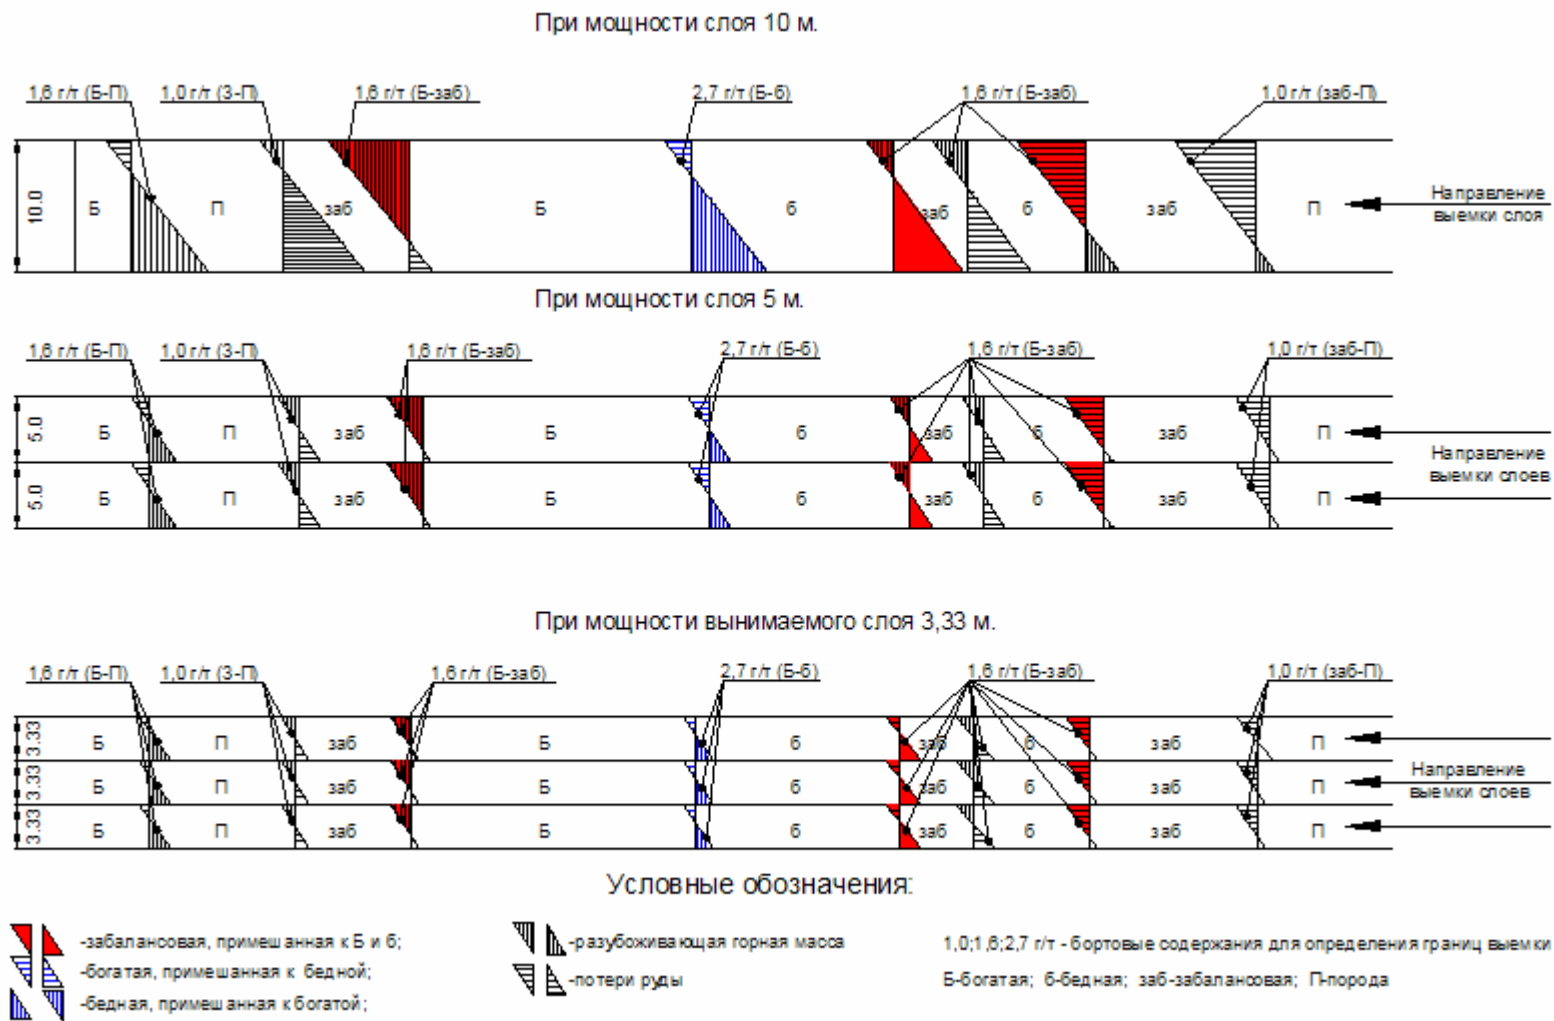 При мощности слоя 10 м.
1,6 г/т (Б-П) 1,0 г/т (З-П) 1,6 г/т (Б-заб) 2,7 г/т (Б-б) 1,6 г/т (Б-заб) 1,0 г/т (заб-П)
10.0 Б П заб Б б заб б заб П
Направление
выемки слоя
При мощности слоя 5 м.
1,6 г/т (Б-П) 1,0 г/т (З-П) 1,6 г/т (Б-заб) 2,7 г/т (Б-б) 1,6 г/т (Б-заб) 1,0 г/т (заб-П)
5.0 Б П заб Б б заб б заб П
Направление
выемки слоев
5.0 Б П заб Б б заб б заб П
При мощности вынимаемого слоя 3,33 м.
1,6 г/т (Б-П) 1,0 г/т (З-П) 1,6 г/т (Б-заб) 2,7 г/т (Б-б) 1,6 г/т (Б-заб) 1,0 г/т (заб-П)
3.33 Б П заб Б б заб б заб П
3.33 Б П заб Б б заб б заб П
Направление
выемки слоев
3.33 Б П заб Б б заб б заб П
Условные обозначения:
-забалансовая, примешанная к Б и б;
-богатая, примешанная к бедной;
-бедная, примешанная к богатой;
-разубоживающая горная масса
-потери руды
1,0;1,6;2,7 г/т - бортовые содержания для определения границ выемки
Б-богатая; б-бедная; заб-забалансовая; П-порода